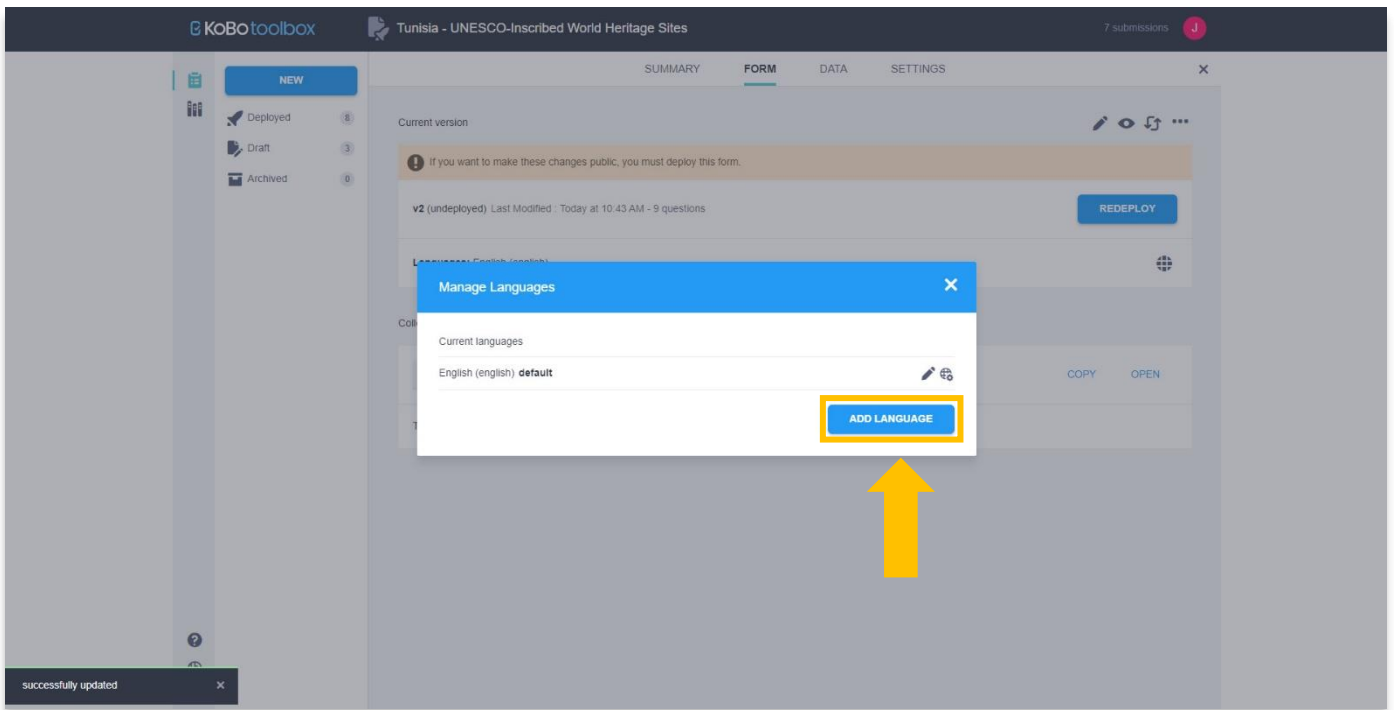 KoBotoolbox
Tunisia - UNESCO-Inscribed World Heritage Sites
7 submissions
J
NEW
Deployed 8
Draft 3
Archived 0
SUMMARY FORM DATA SETTINGS
Current version
If you want to make these changes public, you must deploy this form.
v2 (undeployed) Last Modified : Today at 10:43 AM - 9 questions
REDEPLOY
Languages: English (english)
Manage Languages
Current languages
English (english) default
ADD LANGUAGE
COPY OPEN
successfully updated